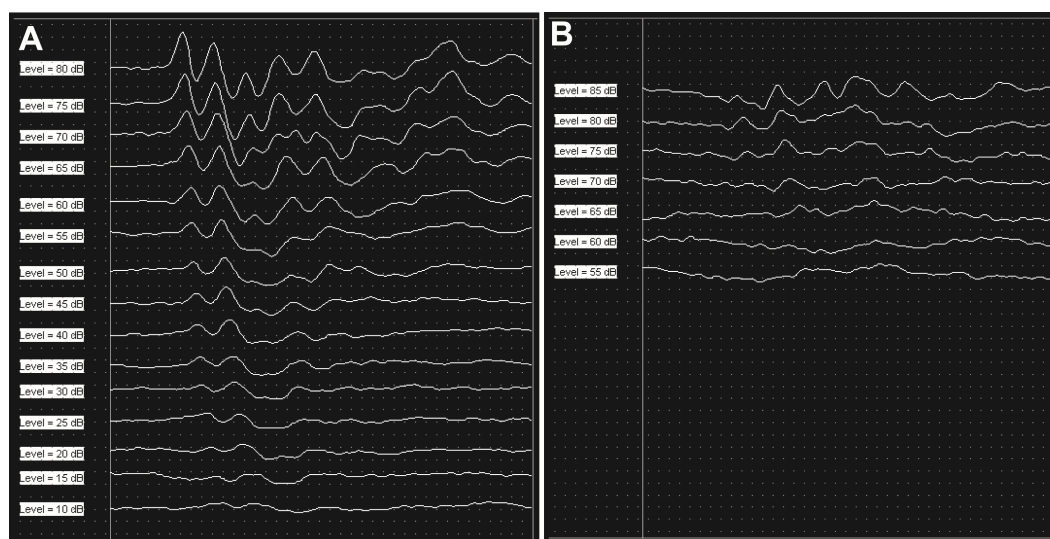 A
Level = 80 dB
Level = 75 dB
Level = 70 dB
Level = 65 dB
Level = 60 dB
Level = 55 dB
Level = 50 dB
Level = 45 dB
Level = 40 dB
Level = 35 dB
Level = 30 dB
Level = 25 dB
Level = 20 dB
Level = 15 dB
Level = 10 dB
B
Level = 85 dB
Level = 80 dB
Level = 75 dB
Level = 70 dB
Level = 65 dB
Level = 60 dB
Level = 55 dB